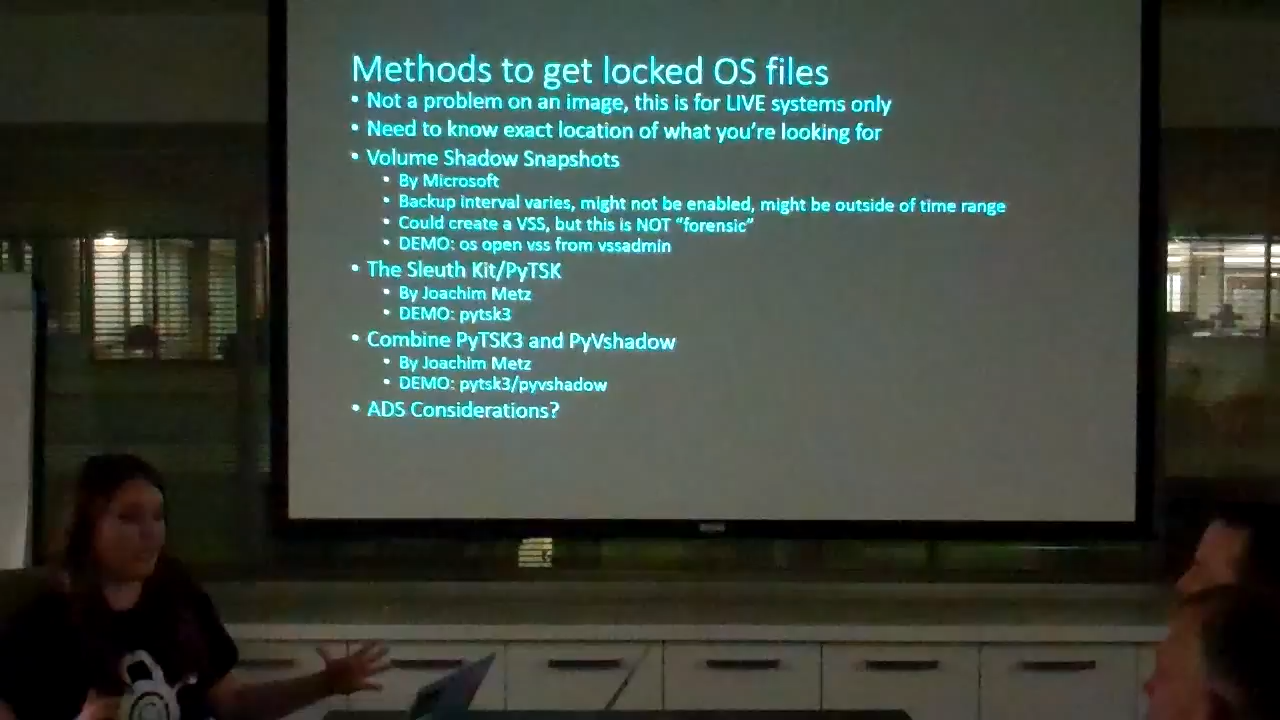 Methods to get locked OS files
• Not a problem on an image, this is for LIVE systems only
• Need to know exact location of what you're looking for
• Volume Shadow Snapshots
• By Microsoft
• Backup interval varies, might not be enabled, might be outside of time range
• Could create a VSS, but this is NOT "forensic"
• DEMO: os open vss from vssadmin
• The Sleuth Kit/PyTSK
• By Joachim Metz
• DEMO: pytsk3
• Combine PyTSK3 and PyVshadow
• By Joachim Metz
• DEMO: pytsk3/pyvshadow
• ADS Considerations?